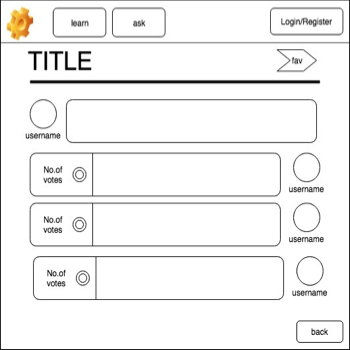 learn
ask
Login/Register
TITLE
fav
username
No.of
votes
username
No.of
votes
username
No.of
votes
username
back